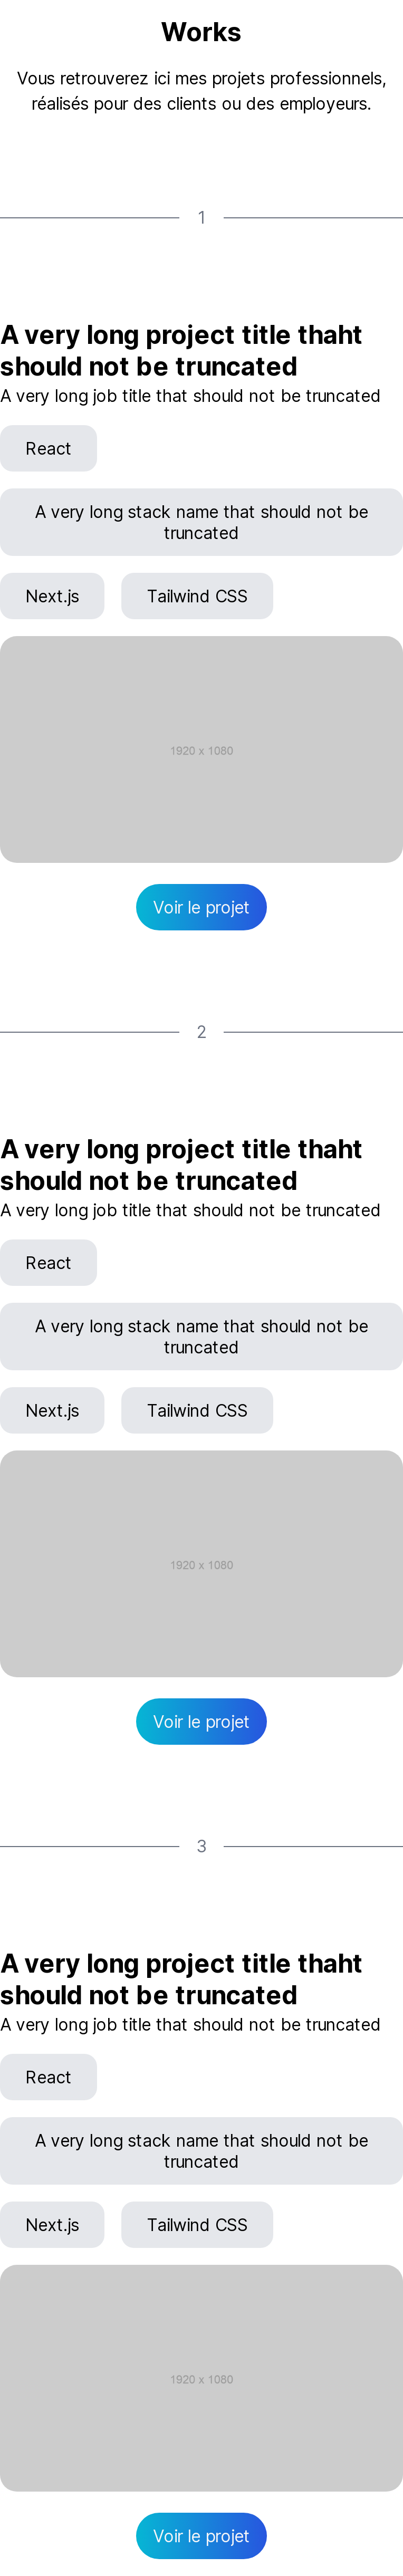 Works
Vous retrouverez ici mes projets professionnels,
réalisés pour des clients ou des employeurs.
1
A very long project title thaht
should not be truncated
A very long job title that should not be truncated
React
A very long stack name that should not be
truncated
Next.js
Tailwind CSS
1920 x 1080
Voir le projet
2
A very long project title thaht
should not be truncated
A very long job title that should not be truncated
React
A very long stack name that should not be
truncated
Next.js
Tailwind CSS
1920 x 1080
Voir le projet
3
A very long project title thaht
should not be truncated
A very long job title that should not be truncated
React
A very long stack name that should not be
truncated
Next.js
Tailwind CSS
1920 x 1080
Voir le projet